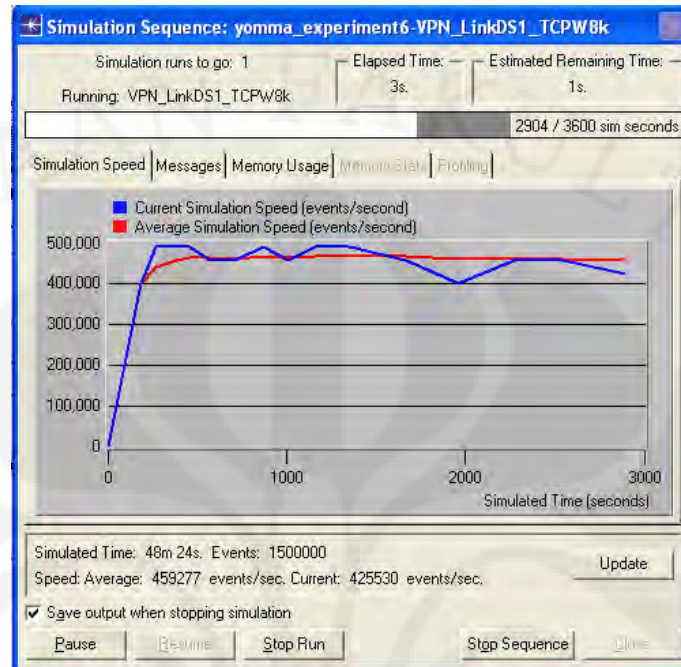 Simulation Sequence: yomma_experiment6-VPN_LinkDS1_TCPW8k
Simulation runs to go: 1
Running: VPN_LinkDS1_TCPW8k
Elapsed Time:
3s.
Estimated Remaining Time:
1s.
2904 / 3600 sim seconds
Simulation Speed Messages Memory Usage Memory Stats Profiling
Current Simulation Speed (events/second)
Average Simulation Speed (events/second)
500,000
400,000
300,000
200,000
100,000
0
0 1000 2000 3000
Simulated Time (seconds)
Simulated Time: 48m 24s. Events: 1500000
Speed: Average: 459277 events/sec. Current: 425530 events/sec.
Update
Save output when stopping simulation
Pause Resume Stop Run Stop Sequence Close